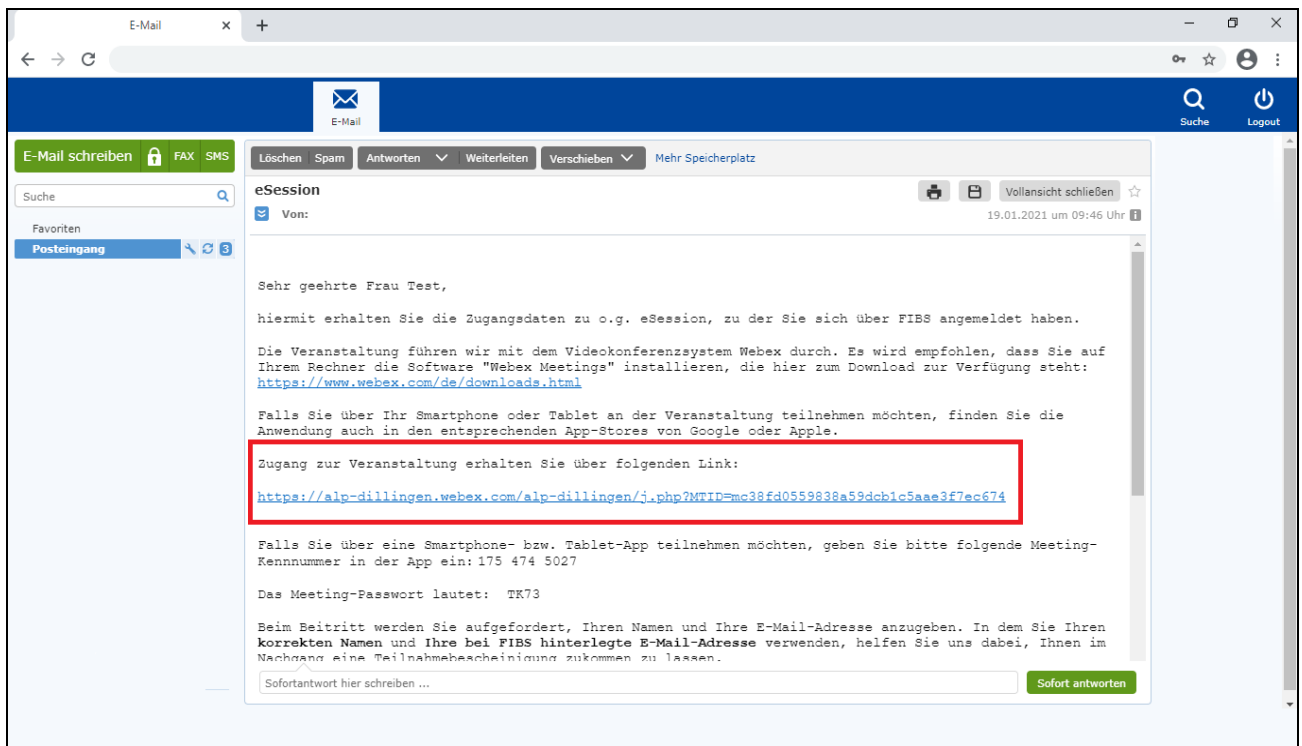 E-Mail
E-Mail
Suche
Logout
E-Mail schreiben FAX SMS
Löschen Spam Antworten Weiterleiten Verschieben Mehr Speicherplatz
Suche
eSession
Vollansicht schließen
Von:
19.01.2021 um 09:46 Uhr
Favoriten
Posteingang 3
Sehr geehrte Frau Test,
hiermit erhalten Sie die Zugangsdaten zu o.g. eSession, zu der Sie sich über FIBS angemeldet haben.
Die Veranstaltung führen wir mit dem Videokonferenzsystem Webex durch. Es wird empfohlen, dass Sie auf
Ihrem Rechner die Software "Webex Meetings" installieren, die hier zum Download zur Verfügung steht:
https://www.webex.com/de/downloads.html
Falls Sie über Ihr Smartphone oder Tablet an der Veranstaltung teilnehmen möchten, finden Sie die
Anwendung auch in den entsprechenden App-Stores von Google oder Apple.
Zugang zur Veranstaltung erhalten Sie über folgenden Link:
https://alp-dillingen.webex.com/alp-dillingen/j.php?MTID=mc38fd0559838a59dcb1c5aae3f7ec674
Falls Sie über eine Smartphone- bzw. Tablet-App teilnehmen möchten, geben Sie bitte folgende Meeting-
Kennnummer in der App ein: 175 474 5027
Das Meeting-Passwort lautet: TK73
Beim Beitritt werden Sie aufgefordert, Ihren Namen und Ihre E-Mail-Adresse anzugeben. In dem Sie Ihren
korrekten Namen und Ihre bei FIBS hinterlegte E-Mail-Adresse verwenden, helfen Sie uns dabei, Ihnen im
Nachgang eine Teilnahmebescheinigung zukommen zu lassen.
Sofortantwort hier schreiben ...
Sofort antworten